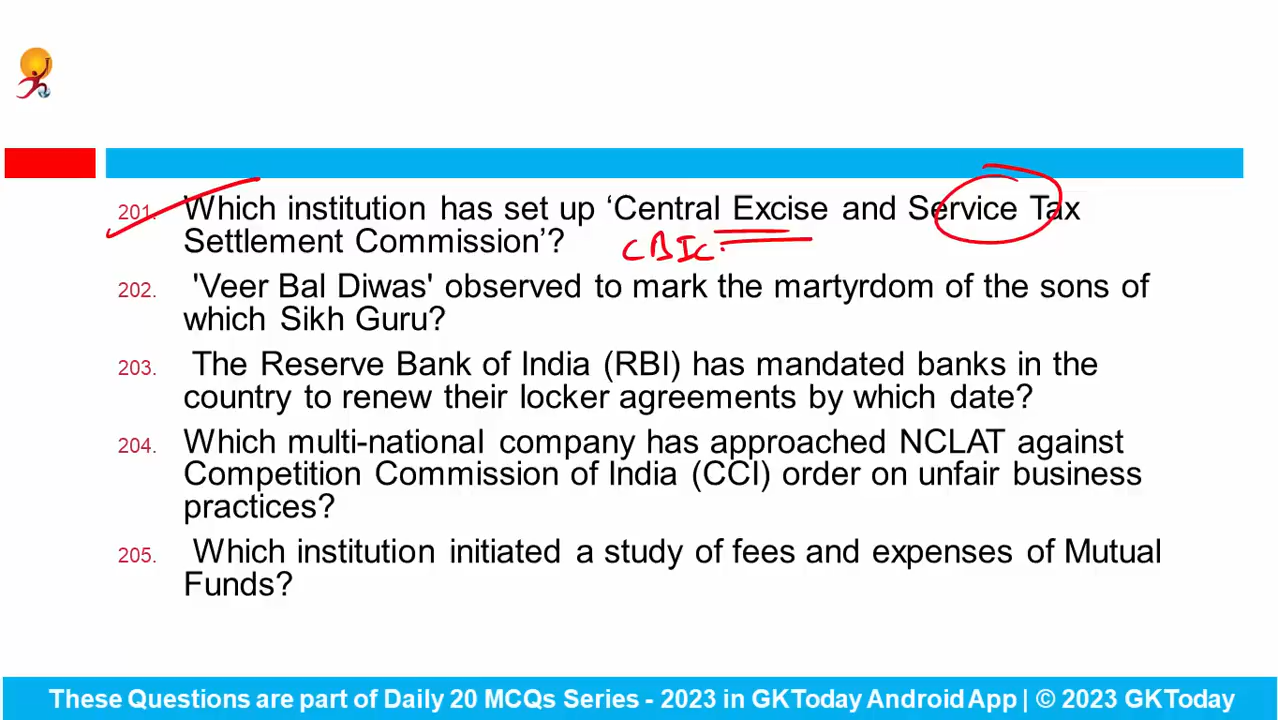 201. Which institution has set up ‘Central Excise and Service Tax
Settlement Commission’?
CBIC
202. 'Veer Bal Diwas' observed to mark the martyrdom of the sons of
which Sikh Guru?
203. The Reserve Bank of India (RBI) has mandated banks in the
country to renew their locker agreements by which date?
204. Which multi-national company has approached NCLAT against
Competition Commission of India (CCI) order on unfair business
practices?
205. Which institution initiated a study of fees and expenses of Mutual
Funds?
These Questions are part of Daily 20 MCQs Series - 2023 in GKToday Android App | © 2023 GKToday